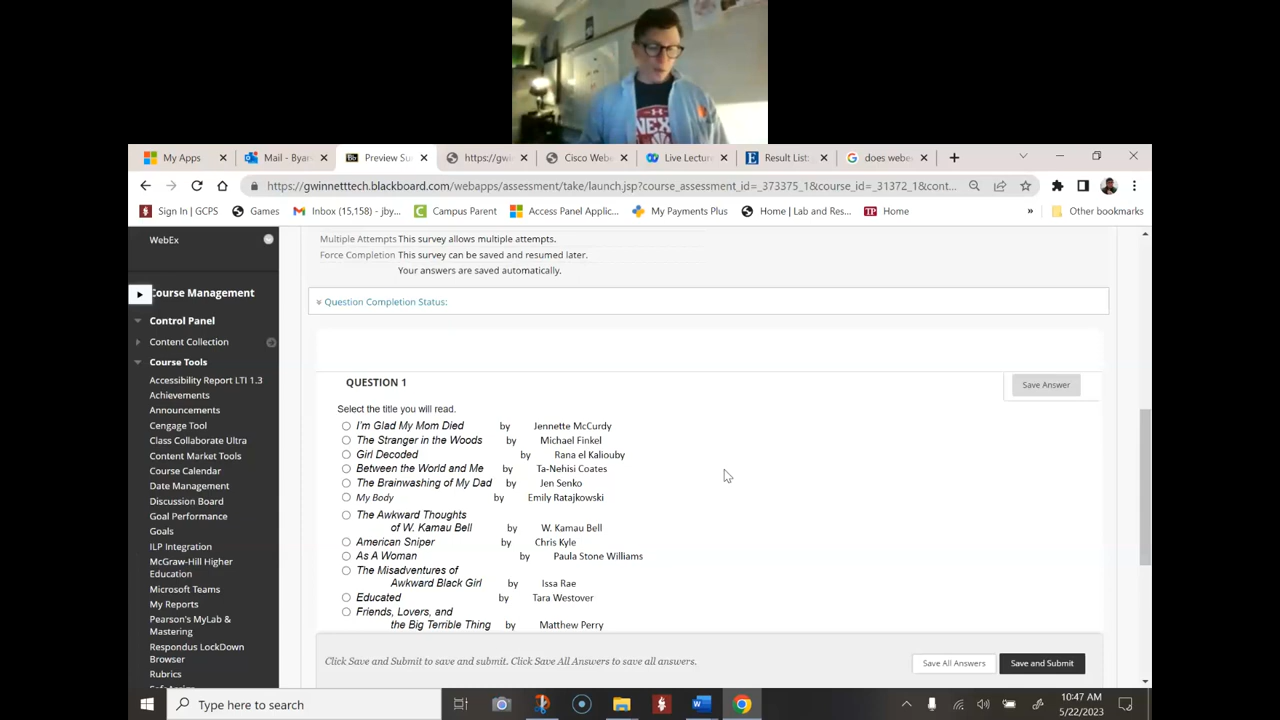 NEX
My Apps
Mail - Byar
Preview Su
https://gwi
Cisco Web
Live Lectur
Result List:
does webe
https://gwinnetttech.blackboard.com/webapps/assessment/take/launch.jsp?course_assessment_id=_373375_1&course_id=_31372_1&cont...
Sign In | GCPS
Games
Inbox (15,158) - jby...
Campus Parent
Access Panel Applic...
My Payments Plus
Home | Lab and Res...
Home
»
Other bookmarks
WebEx
Course Management
Control Panel
Content Collection
Course Tools
Accessibility Report LTI 1.3
Achievements
Announcements
Cengage Tool
Class Collaborate Ultra
Content Market Tools
Course Calendar
Date Management
Discussion Board
Goal Performance
Goals
ILP Integration
McGraw-Hill Higher
Education
Microsoft Teams
My Reports
Pearson's MyLab &
Mastering
Respondus LockDown
Browser
Rubrics
Multiple Attempts This survey allows multiple attempts.
Force Completion This survey can be saved and resumed later.
Your answers are saved automatically.
Question Completion Status:
QUESTION 1
Save Answer
Select the title you will read.
I'm Glad My Mom Died by Jennette McCurdy
The Stranger in the Woods by Michael Finkel
Girl Decoded by Rana el Kaliouby
Between the World and Me by Ta-Nehisi Coates
The Brainwashing of My Dad by Jen Senko
My Body by Emily Ratajkowski
The Awkward Thoughts
of W. Kamau Bell by W. Kamau Bell
American Sniper by Chris Kyle
As A Woman by Paula Stone Williams
The Misadventures of
Awkward Black Girl by Issa Rae
Educated by Tara Westover
Friends, Lovers, and
the Big Terrible Thing by Matthew Perry
Click Save and Submit to save and submit. Click Save All Answers to save all answers.
Save All Answers
Save and Submit
Type here to search
10:47 AM
5/22/2023